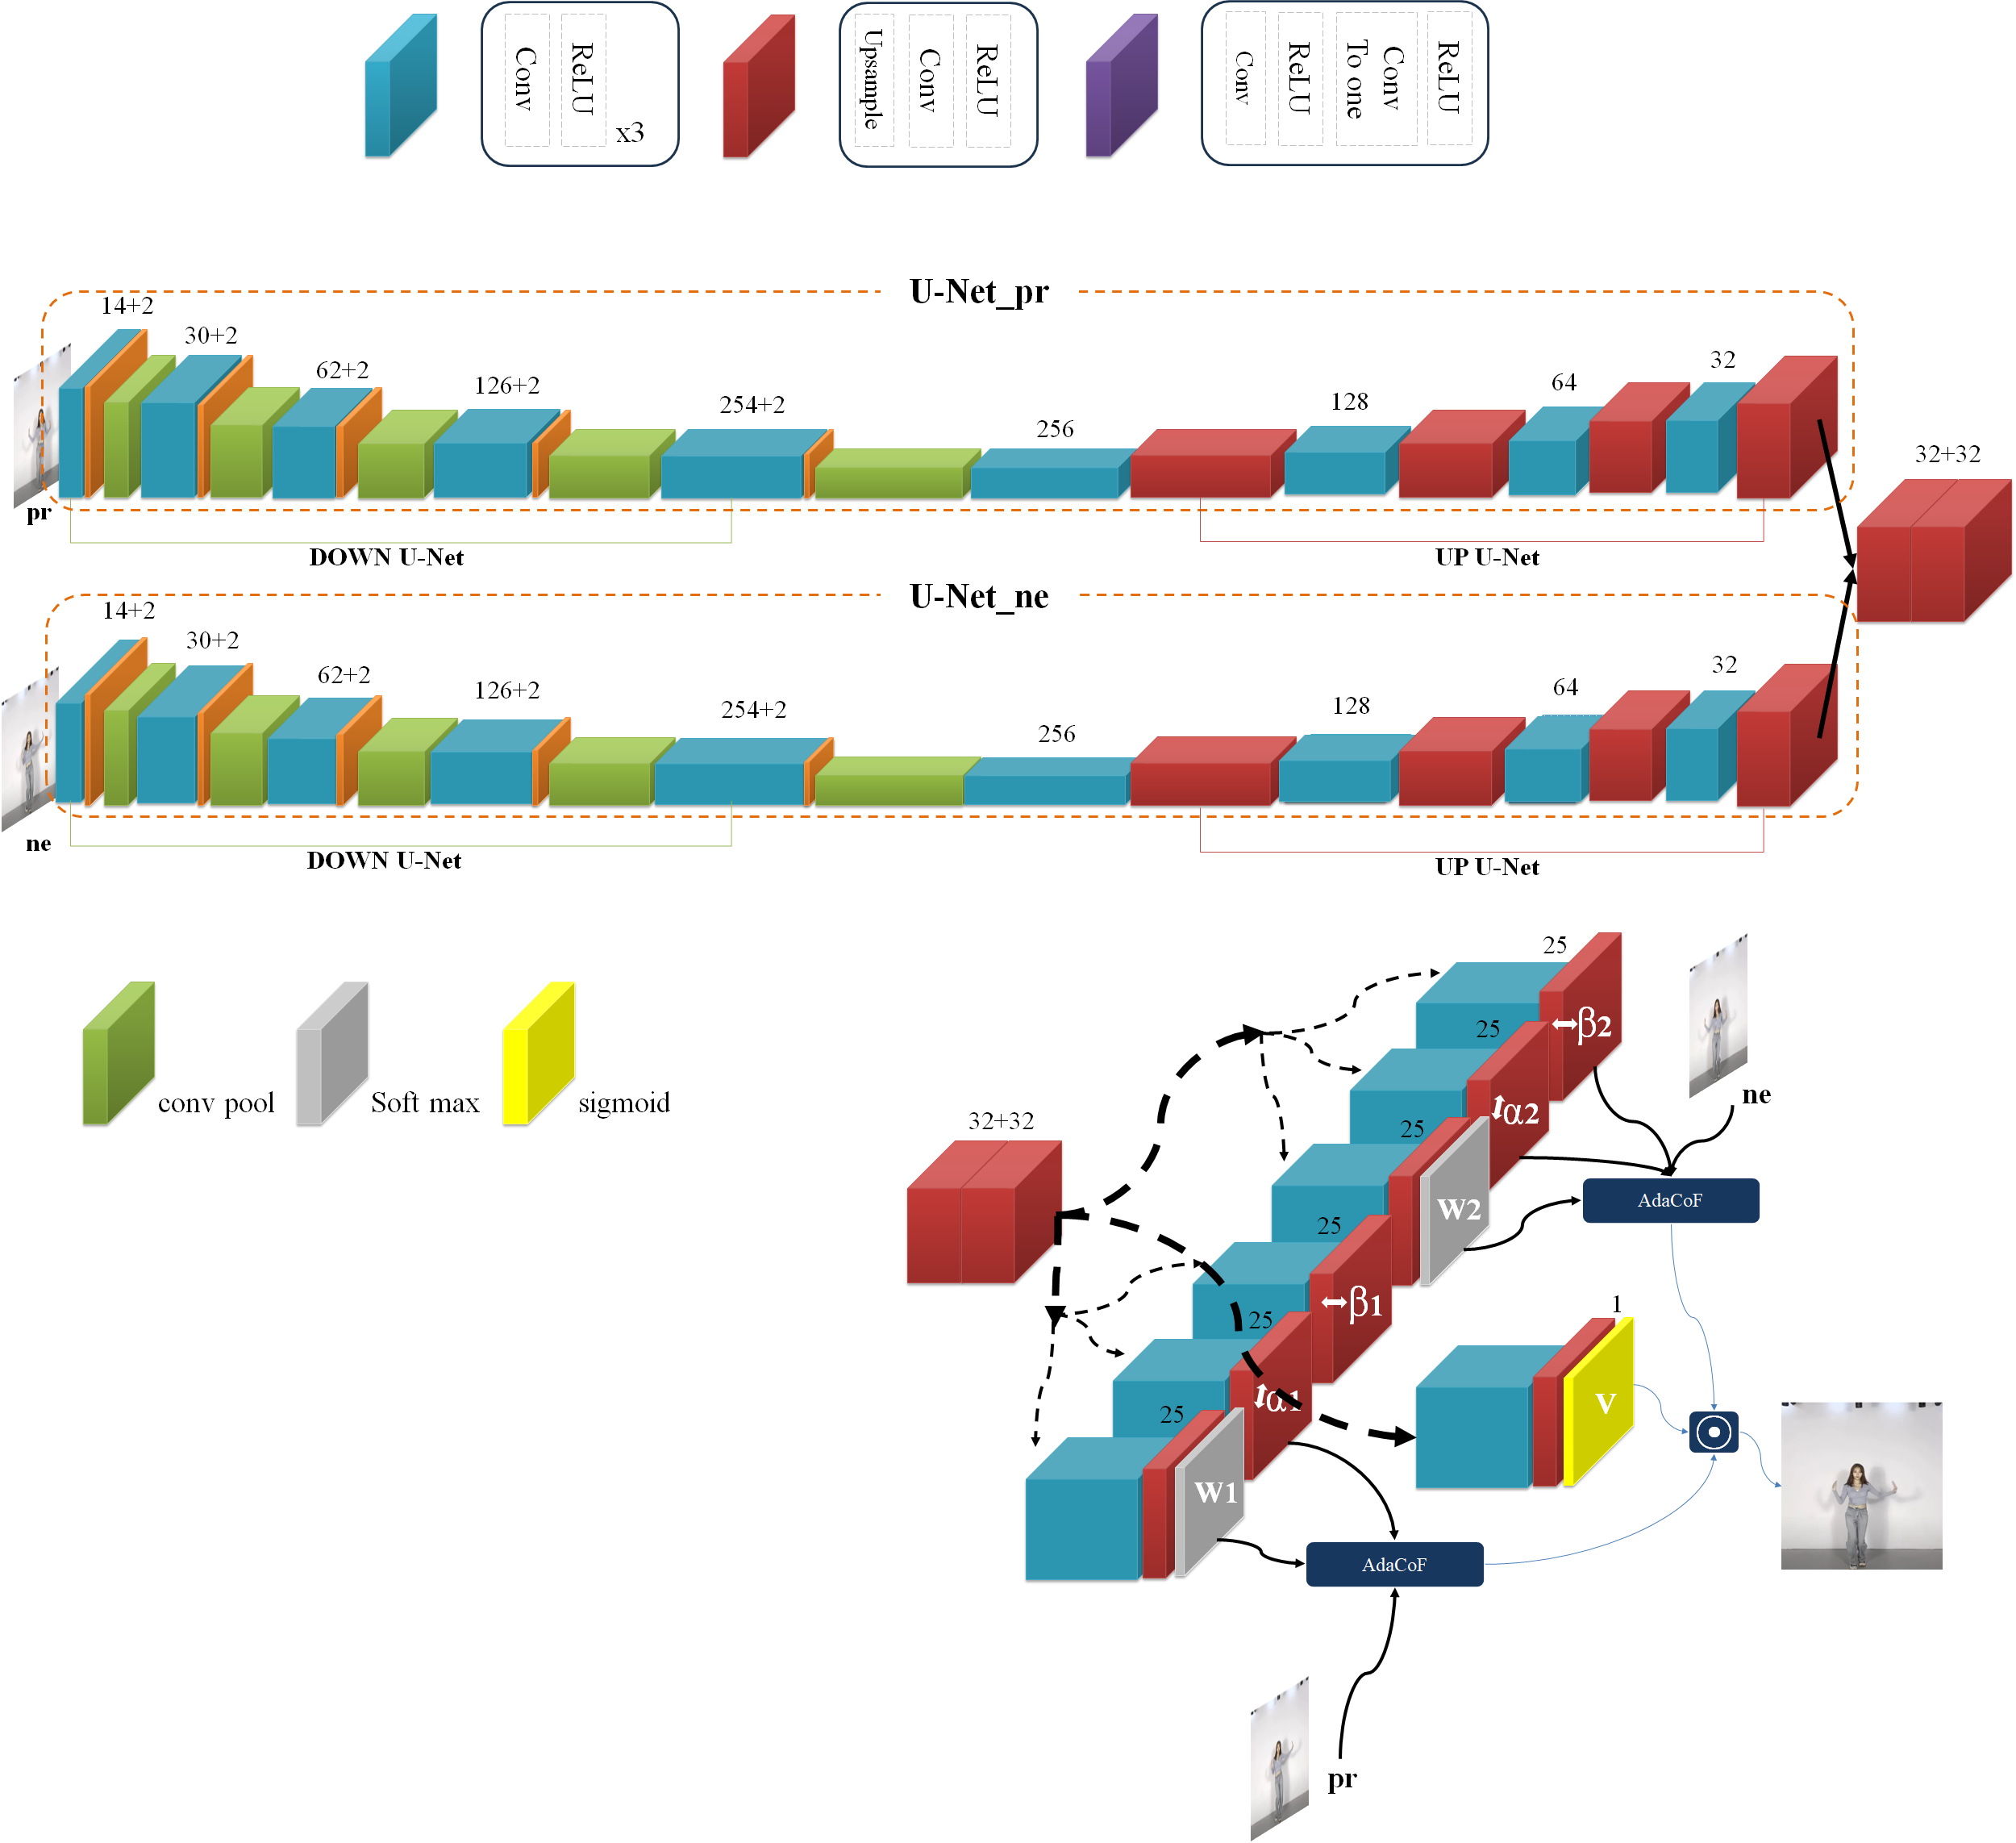 Conv
ReLU
x3
Upsample
Conv
ReLU
Conv
ReLU
To one
Conv
ReLU
U-Net_pr
14+2
30+2
62+2
126+2
254+2
256
128
64
32
32+32
pr
DOWN U-Net
UP U-Net
U-Net_ne
14+2
30+2
62+2
126+2
254+2
256
128
64
32
ne
DOWN U-Net
UP U-Net
conv pool
Soft max
sigmoid
32+32
25
β2
25
α2
25
W2
25
β1
25
α1
25
W1
ne
AdaCoF
1
V
AdaCoF
pr